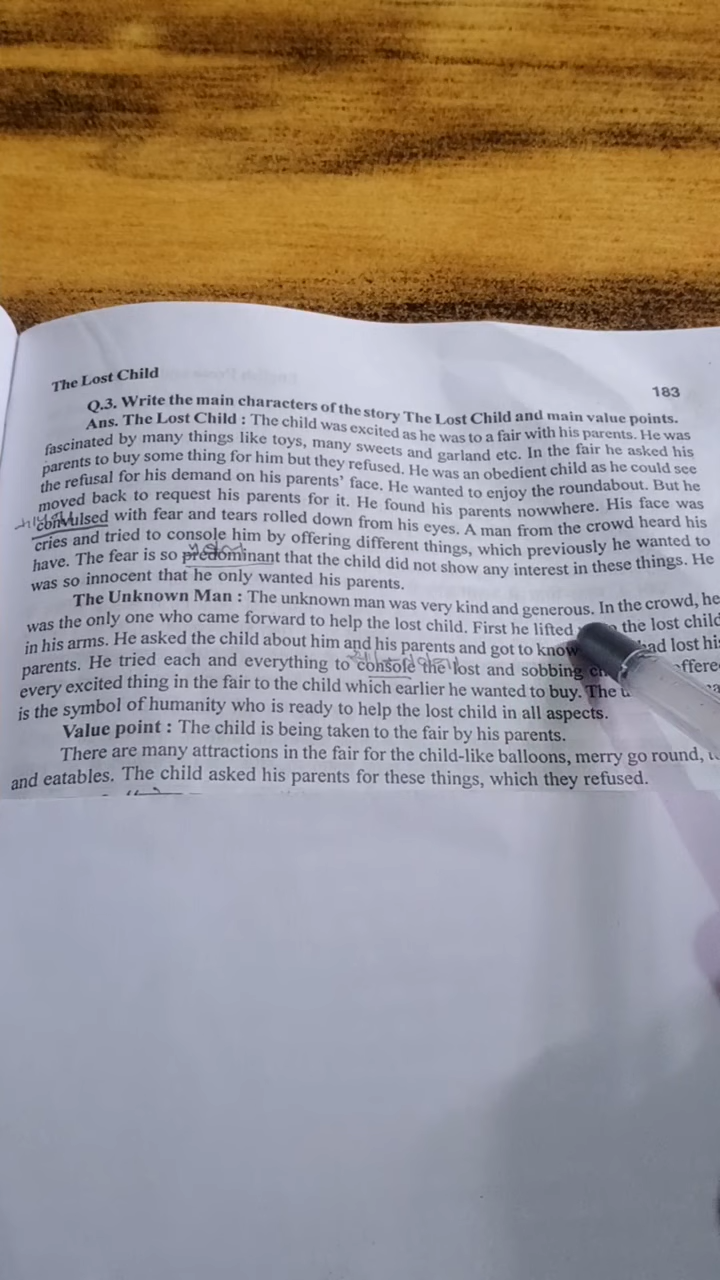 The Lost Child
183
Q.3. Write the main characters of the story The Lost Child and main value points.
Ans. The Lost Child : The child was excited as he was to a fair with his parents. He was
fascinated by many things like toys, many sweets and garland etc. In the fair he asked his
parents to buy some thing for him but they refused. He was an obedient child as he could see
the refusal for his demand on his parents' face. He wanted to enjoy the roundabout. But he
moved back to request his parents for it. He found his parents nowwhere. His face was
convulsed with fear and tears rolled down from his eyes. A man from the crowd heard his
cries and tried to console him by offering different things, which previously he wanted to
have. The fear is so predominant that the child did not show any interest in these things. He
was so innocent that he only wanted his parents.
The Unknown Man : The unknown man was very kind and generous. In the crowd, he
was the only one who came forward to help the lost child. First he lifted the lost child
in his arms. He asked the child about him and his parents and got to know had lost his
parents. He tried each and everything to console the lost and sobbing
every excited thing in the fair to the child which earlier he wanted to buy. The
is the symbol of humanity who is ready to help the lost child in all aspects.
Value point : The child is being taken to the fair by his parents.
There are many attractions in the fair for the child-like balloons, merry go round,
and eatables. The child asked his parents for these things, which they refused.